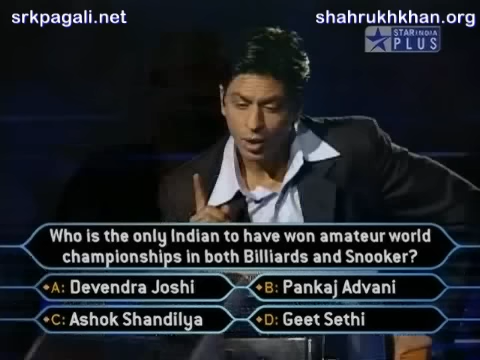 srkpagali.net
shahrukhkhan.org
STAR INDIA
PLUS
Who is the only Indian to have won amateur world
championships in both Billiards and Snooker?
A: Devendra Joshi
B: Pankaj Advani
C: Ashok Shandilya
D: Geet Sethi